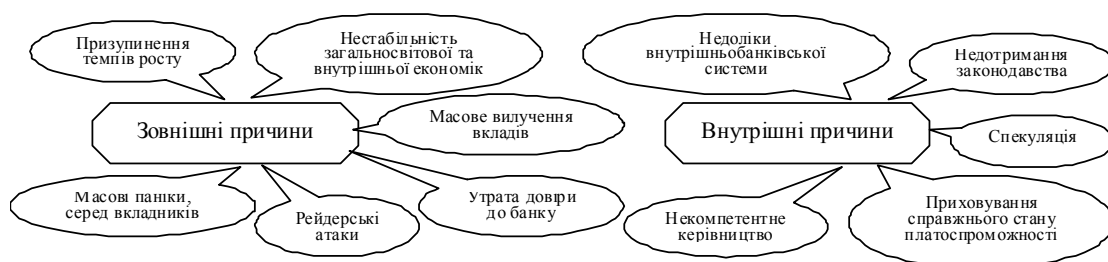 Призупинення
темпів росту
Нестабільність
загальносвітової та
внутрішньої економік
Зовнішні причини
Масове вилучення
вкладів
Масові паніки,
серед вкладників
Рейдерські
атаки
Утрата довіри
до банку
Недоліки
внутрішньобанківської
системи
Недотримання
законодавства
Внутрішні причини
Спекуляція
Некомпетентне
керівництво
Приховування
справжнього стану
платоспроможності